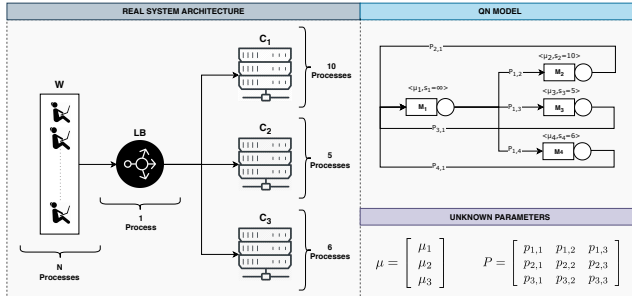 REAL SYSTEM ARCHITECTURE
W
N
Processes
LB
1
Process
C1
10
Processes
C2
5
Processes
C3
6
Processes
QN MODEL
P2,1
<μ1,s1=∞>
M1
P1,2
<μ2,s2=10>
M2
P1,3
<μ3,s3=5>
M3
P3,1
P1,4
<μ4,s4=6>
M4
P4,1
UNKNOWN PARAMETERS
μ = [ μ1 μ2 μ3 ]
P = [ p1,1 p1,2 p1,3
p2,1 p2,2 p2,3
p3,1 p3,2 p3,3 ]